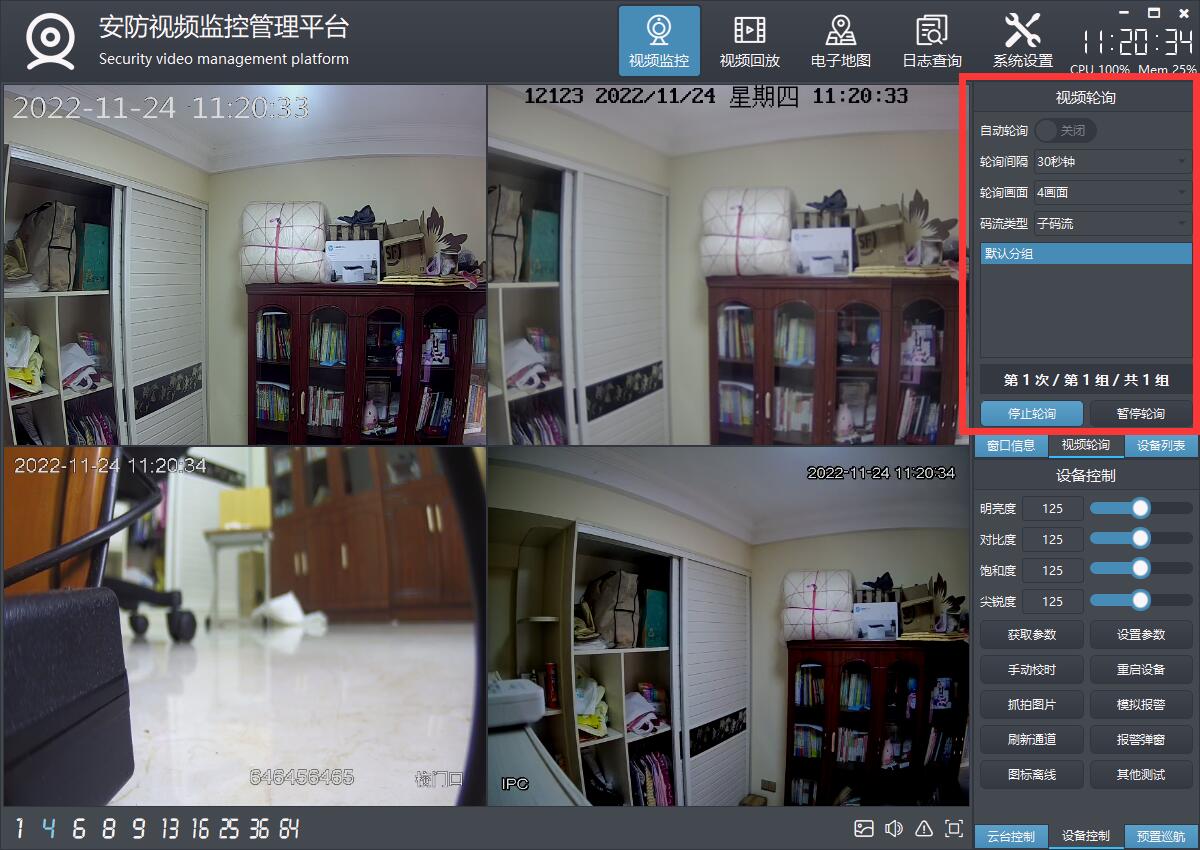 安防视频监控管理平台
Security video management platform
视频监控
视频回放
电子地图
日志查询
系统设置
11:20:34
CPU 100% Mem 25%
2022-11-24 11:20:33
12123 2022/11/24 星期四 11:20:33
2022-11-24 11:20:34
646456465
2022-11-24 11:20:34
IPC
视频轮询
自动轮询 关闭
轮询间隔 30秒钟
轮询画面 4画面
码流类型 子码流
默认分组
第 1 次 / 第 1 组 / 共 1 组
停止轮询 暂停轮询
窗口信息 视频轮询 设备列表
设备控制
明亮度 125
对比度 125
饱和度 125
尖锐度 125
获取参数 设置参数
手动校时 重启设备
抓拍图片 模拟报警
刷新通道 报警弹窗
图标离线 其他测试
云台控制 设备控制 预置巡航
1 4 6 8 9 13 16 25 36 64